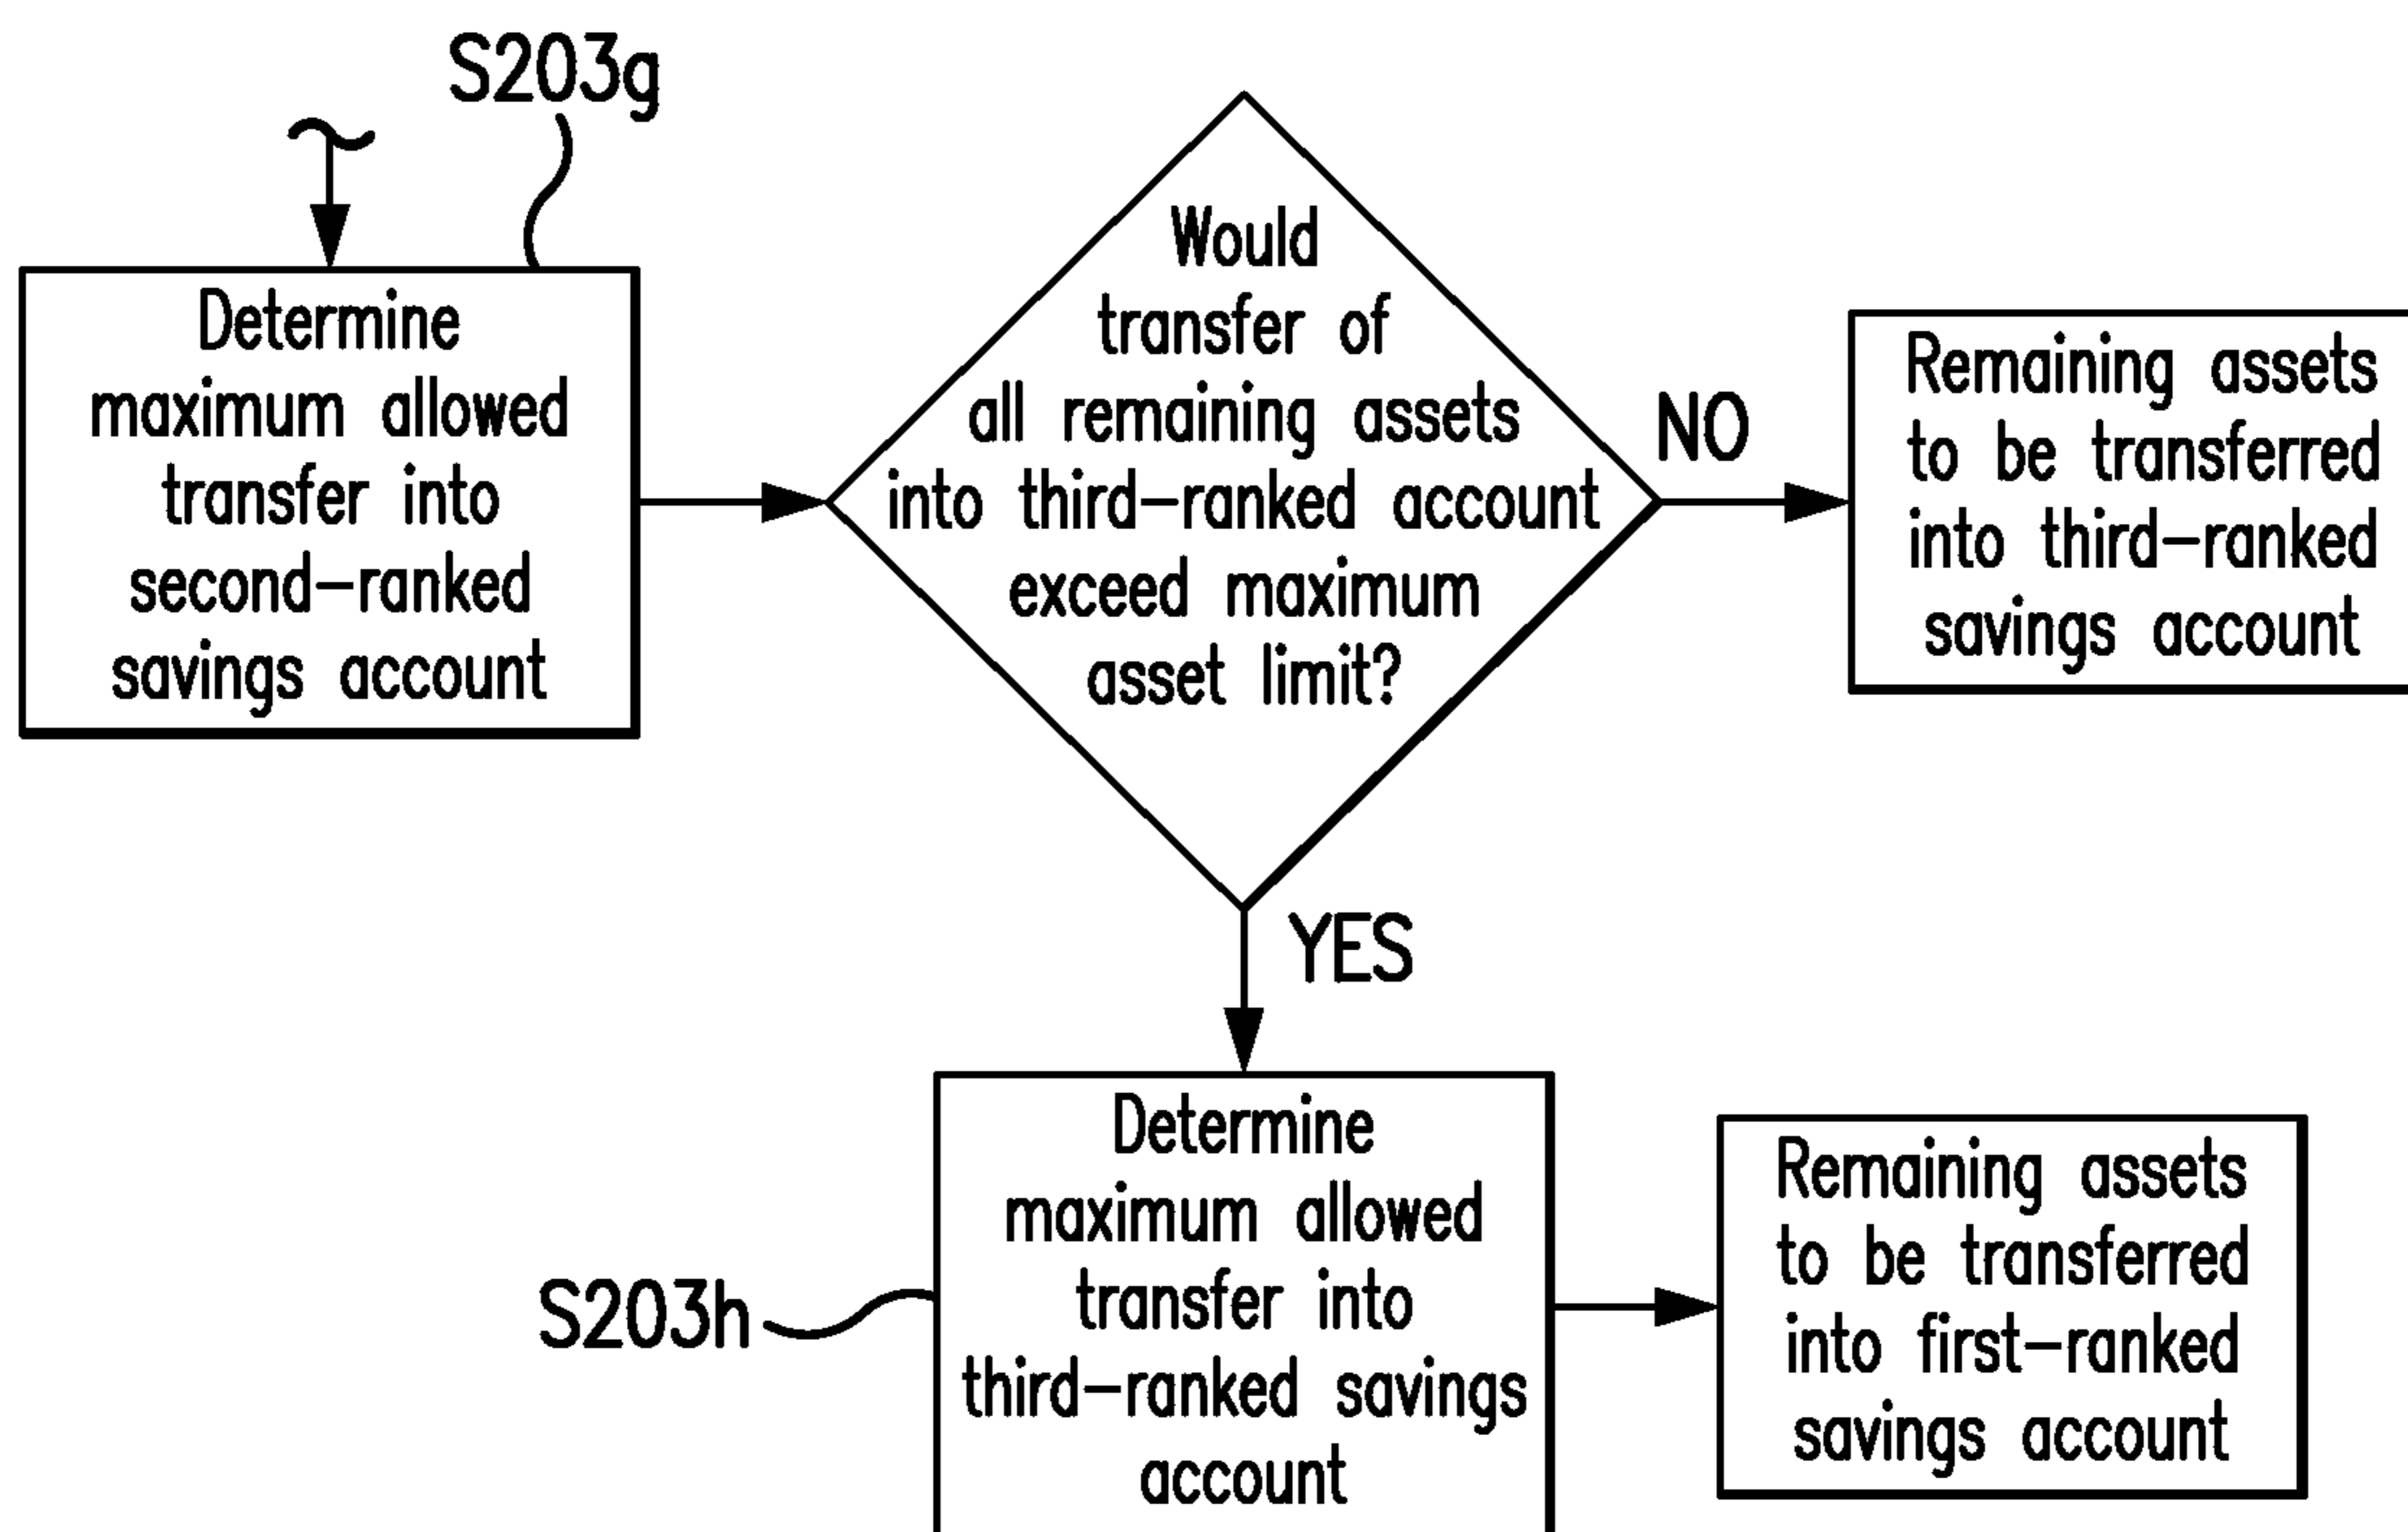 S203g
Determine
maximum allowed
transfer into
second-ranked
savings account
Would
transfer of
all remaining assets
into third-ranked account
exceed maximum
asset limit?
NO
Remaining assets
to be transferred
into third-ranked
savings account
YES
S203h
Determine
maximum allowed
transfer into
third-ranked savings
account
Remaining assets
to be transferred
into first-ranked
savings account